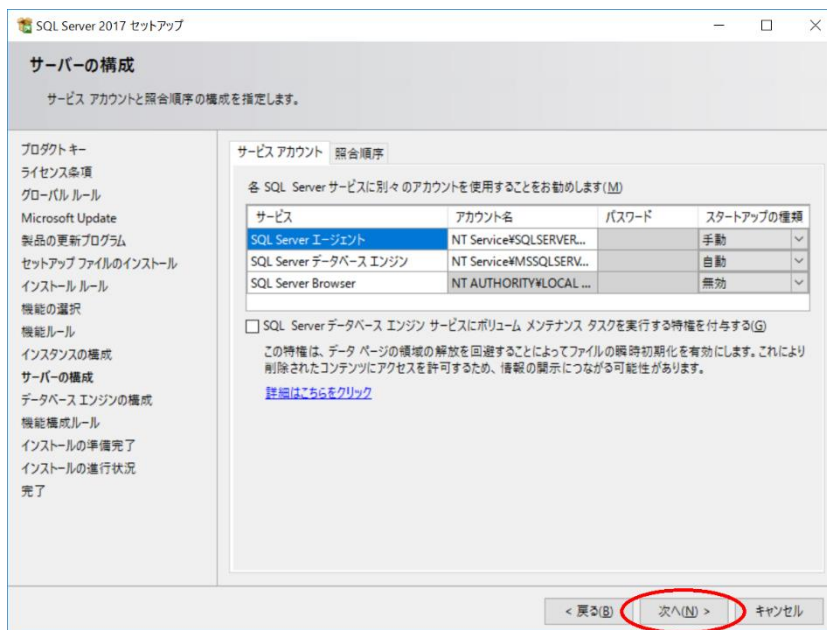 SQL Server 2017 セットアップ
サーバーの構成
サービス アカウントと照合順序の構成を指定します。
プロダクト キー
ライセンス条項
グローバル ルール
Microsoft Update
製品の更新プログラム
セットアップ ファイルのインストール
インストール ルール
機能の選択
機能ルール
インスタンスの構成
サーバーの構成
データベース エンジンの構成
機能構成ルール
インストールの準備完了
インストールの進行状況
完了
サービス アカウント 照合順序
各 SQL Server サービスに別々のアカウントを使用することをお勧めします(M)
サービス アカウント名 パスワード スタートアップの種類
SQL Server エージェント NT Service¥SQLSERVER... 手動
SQL Server データベース エンジン NT Service¥MSSQLSERV... 自動
SQL Server Browser NT AUTHORITY¥LOCAL ... 無効
SQL Server データベース エンジン サービスにボリューム メンテナンス タスクを実行する特権を付与する(G)
この特権は、データ ページの領域の解放を回避することによってファイルの瞬時初期化を有効にします。これにより
削除されたコンテンツにアクセスを許可するため、情報の開示につながる可能性があります。
詳細はこちらをクリック
< 戻る(B) 次へ(N) > キャンセル